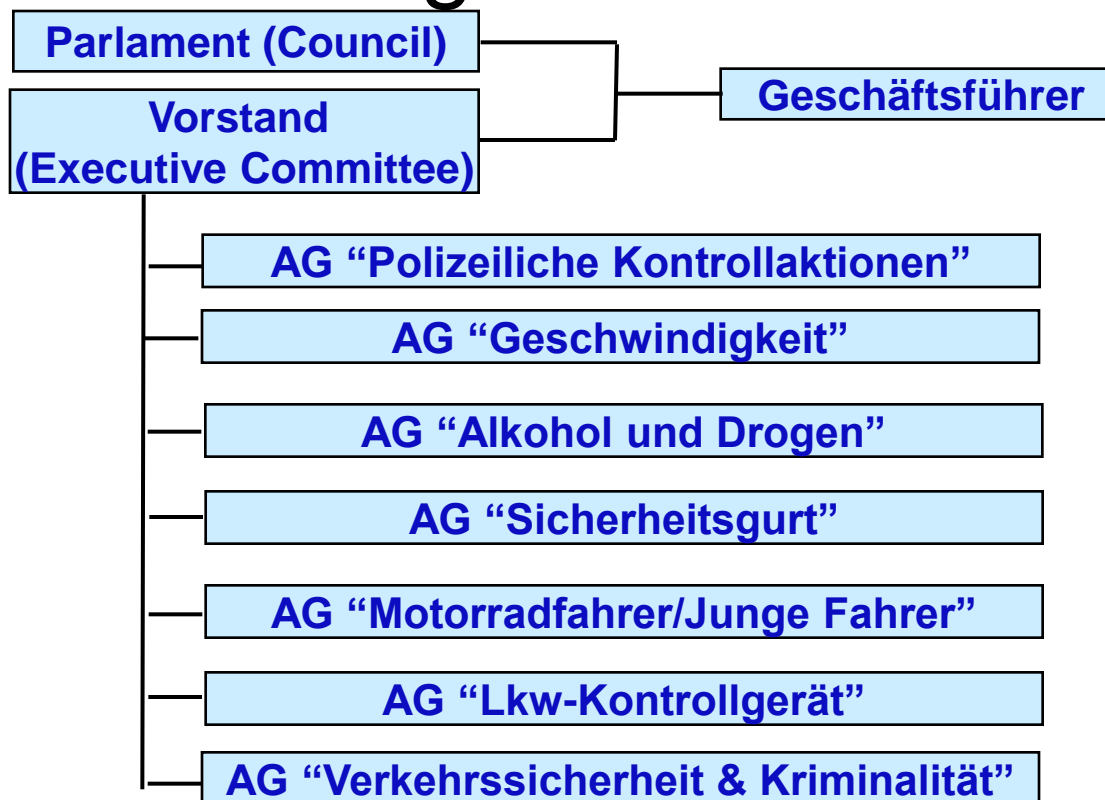 Parlament (Council)
Geschäftsführer
Vorstand
(Executive Committee)
AG “Polizeiliche Kontrollaktionen”
AG “Geschwindigkeit”
AG “Alkohol und Drogen”
AG “Sicherheitsgurt”
AG “Motorradfahrer/Junge Fahrer”
AG “Lkw-Kontrollgerät”
AG “Verkehrssicherheit & Kriminalität”